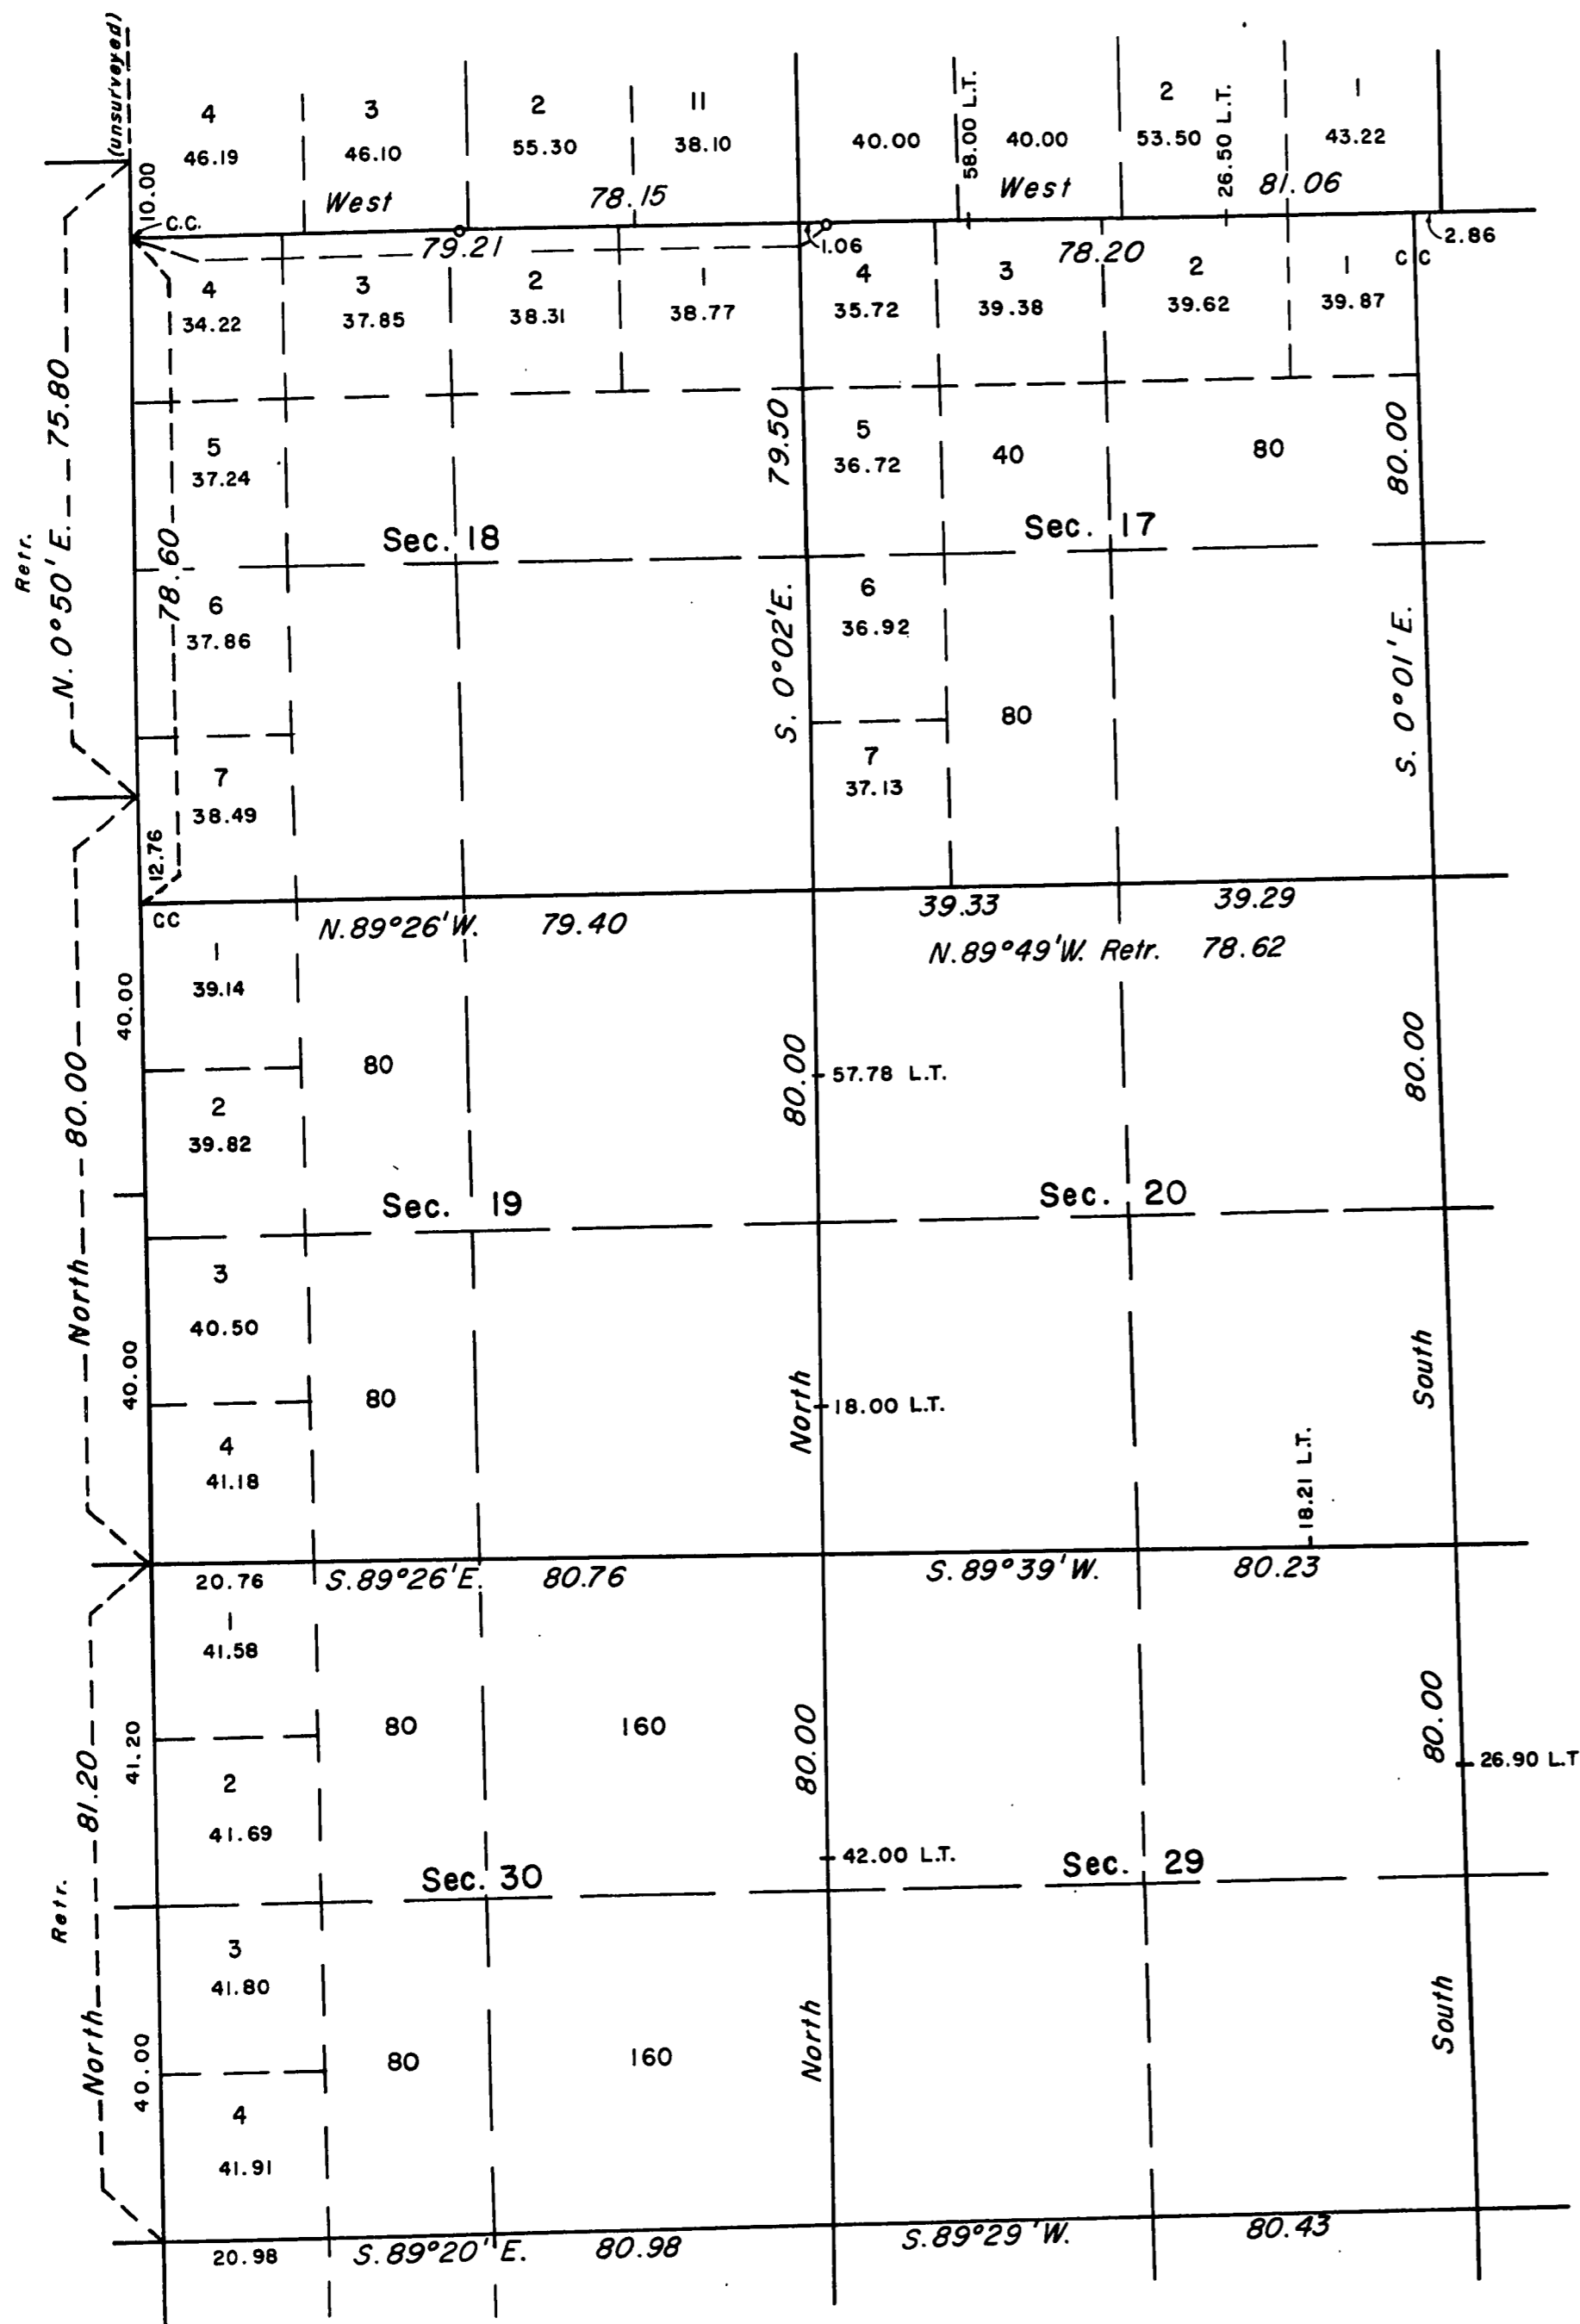 (unsurveyed)
4 3 2 11 2 1
46.19 46.10 55.30 38.10 40.00 58.00 L.T. 40.00 53.50 26.50 L.T. 43.22
10.00 West 78.15 West 81.06
C.C.
79.21 1.06 78.20 2.86
4 3 2 1 4 3 2 1 C C
34.22 37.85 38.31 38.77 35.72 39.38 39.62 39.87
5 79.50 5 40 80 80.00
37.24 36.72
Retr.
N. 0°50'E. 75.80
78.60
Sec. 18 Sec. 17
6 6
37.86 36.92
S. 0°02'E. S. 0°01'E.
80
7 7
38.49 37.13
12.76
CC N.89°26'W. 79.40 39.33 39.29
N.89°49'W. Retr. 78.62
1
39.14
40.00
80 80.00 57.78 L.T. 80.00
North 80.00
2
39.82
Sec. 19 Sec. 20
3
40.50
40.00
80 North 18.00 L.T. South
4
41.18
18.21 L.T.
20.76 S.89°26'E. 80.76 S.89°39'W. 80.23
1
41.58
41.20 80 160 80.00 80.00
26.90 L.T
2
41.69
Retr.
North 81.20
42.00 L.T.
Sec. 30 Sec. 29
3
41.80
40.00
80 160 North South
4
41.91
20.98 S.89°20'E. 80.98 S.89°29'W. 80.43